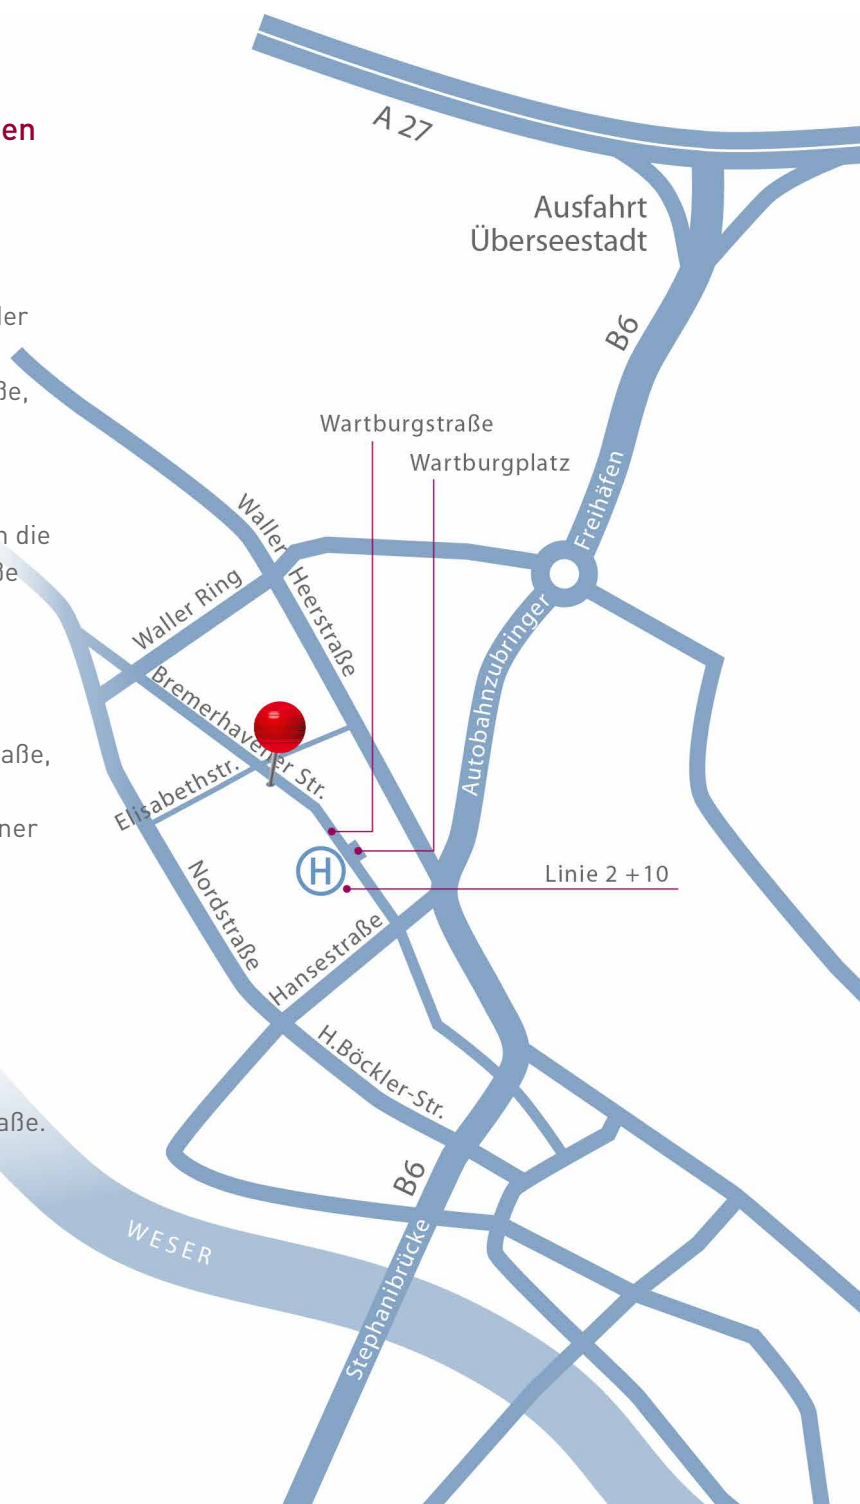 en
A 27
Ausfahrt
Überseestadt
ler
B6
ße,
Wartburgstraße
Wartburgplatz
Freihäfen
Waller Heerstraße
n die
ße
Waller Ring
Autobahnzubringer
Bremerhavener Str.
aße,
Elisabethstr.
ner
H
Linie 2 +10
Nordstraße
Hansestraße
H.Böckler-Str.
aße.
B6
WESER
Stephanibrücke